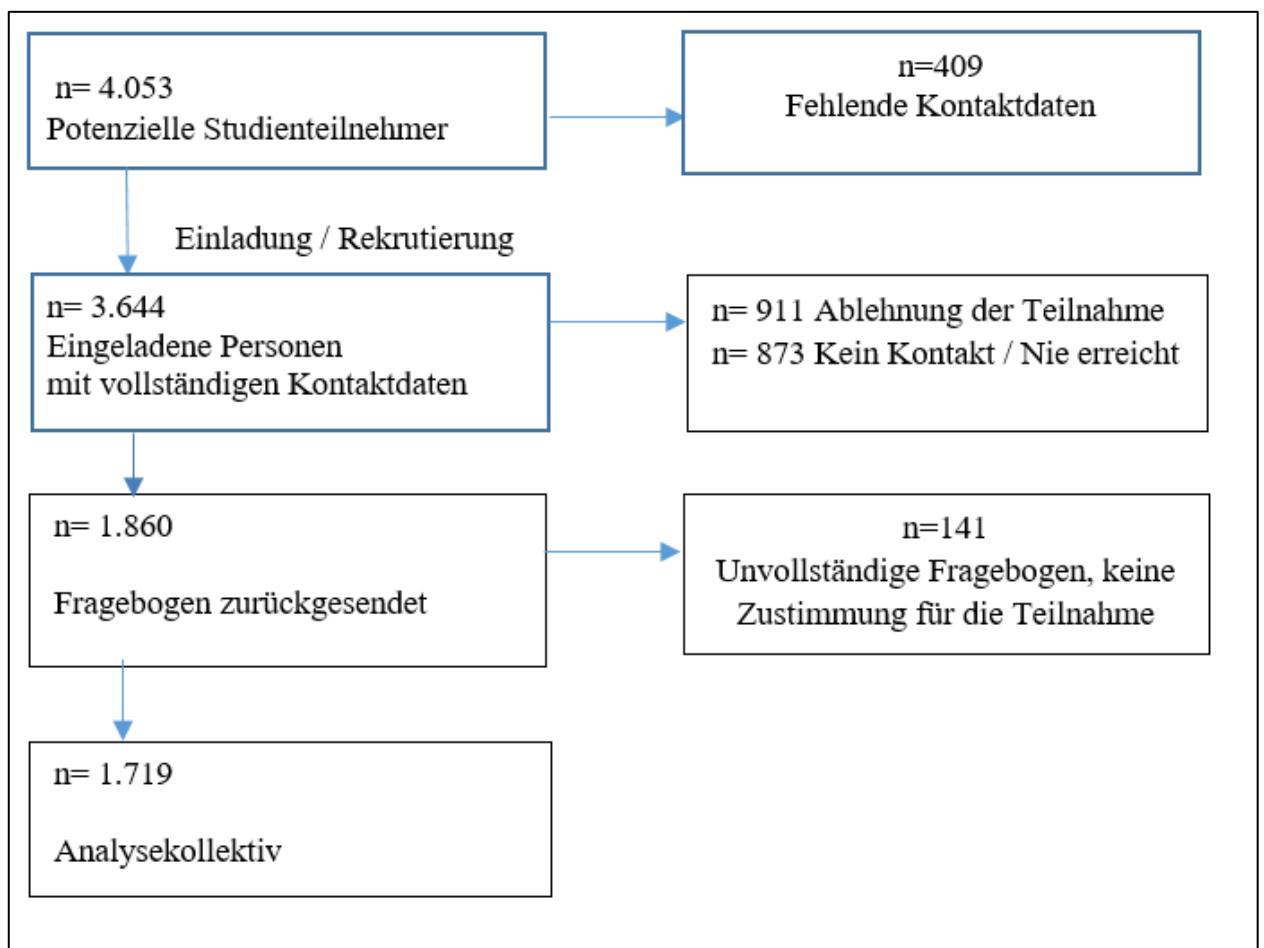 n= 4.053
Potenzielle Studienteilnehmer
n=409
Fehlende Kontaktdaten
Einladung / Rekrutierung
n= 3.644
Eingeladene Personen
mit vollständigen Kontaktdaten
n= 911 Ablehnung der Teilnahme
n= 873 Kein Kontakt / Nie erreicht
n= 1.860
Fragebogen zurückgesendet
n=141
Unvollständige Fragebogen, keine
Zustimmung für die Teilnahme
n= 1.719
Analysekollektiv